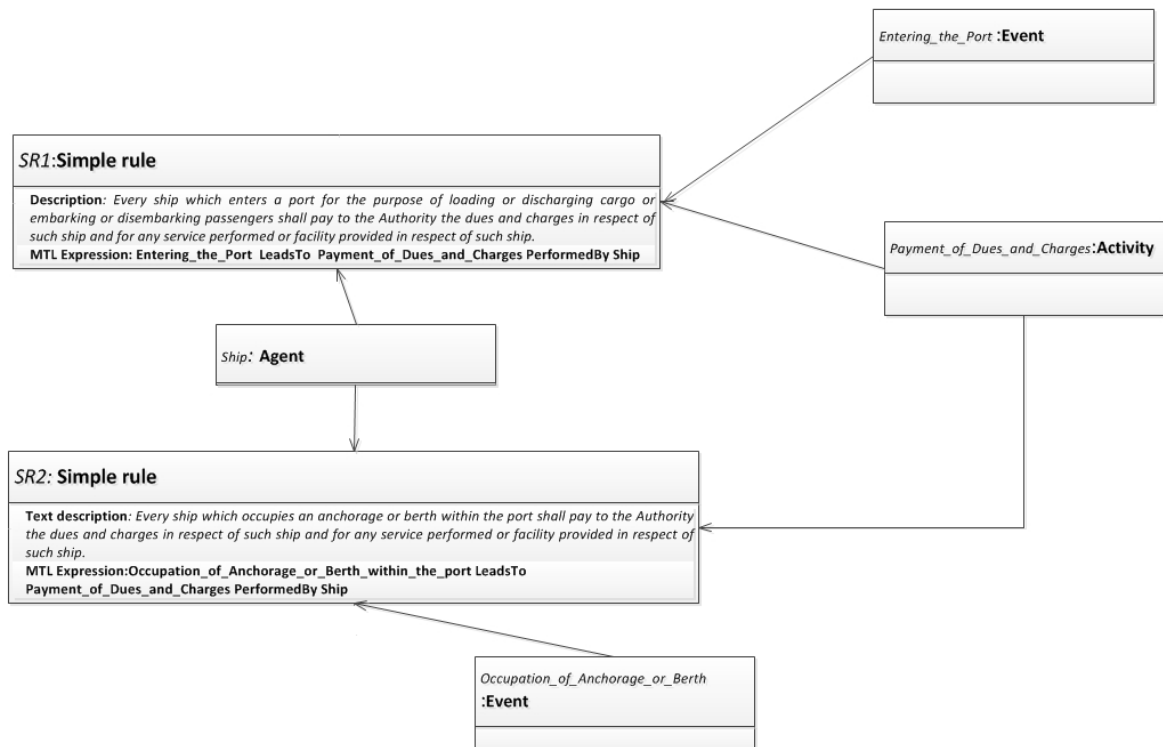 Entering_the_Port :Event
SR1:Simple rule
Description: Every ship which enters a port for the purpose of loading or discharging cargo or
embarking or disembarking passengers shall pay to the Authority the dues and charges in respect of
such ship and for any service performed or facility provided in respect of such ship.
MTL Expression: Entering_the_Port LeadsTo Payment_of_Dues_and_Charges PerformedBy Ship
Payment_of_Dues_and_Charges:Activity
Ship: Agent
SR2: Simple rule
Text description: Every ship which occupies an anchorage or berth within the port shall pay to the Authority
the dues and charges in respect of such ship and for any service performed or facility provided in respect of
such ship.
MTL Expression:Occupation_of_Anchorage_or_Berth_within_the_port LeadsTo
Payment_of_Dues_and_Charges PerformedBy Ship
Occupation_of_Anchorage_or_Berth
:Event